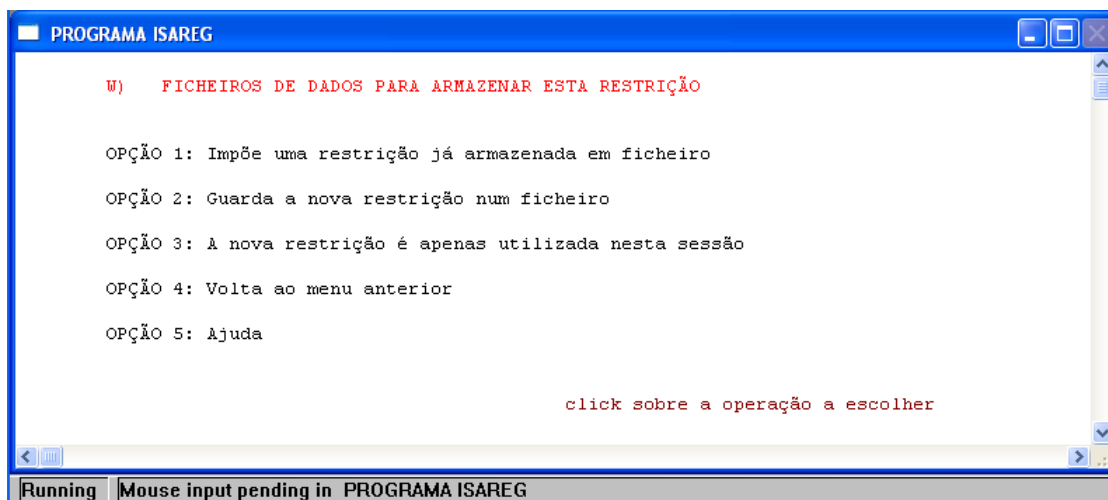 PROGRAMA ISAREG
W) FICHEIROS DE DADOS PARA ARMAZENAR ESTA RESTRIÇÃO
OPÇÃO 1: Impõe uma restrição já armazenada em ficheiro
OPÇÃO 2: Guarda a nova restrição num ficheiro
OPÇÃO 3: A nova restrição é apenas utilizada nesta sessão
OPÇÃO 4: Volta ao menu anterior
OPÇÃO 5: Ajuda
click sobre a operação a escolher
Running Mouse input pending in PROGRAMA ISAREG